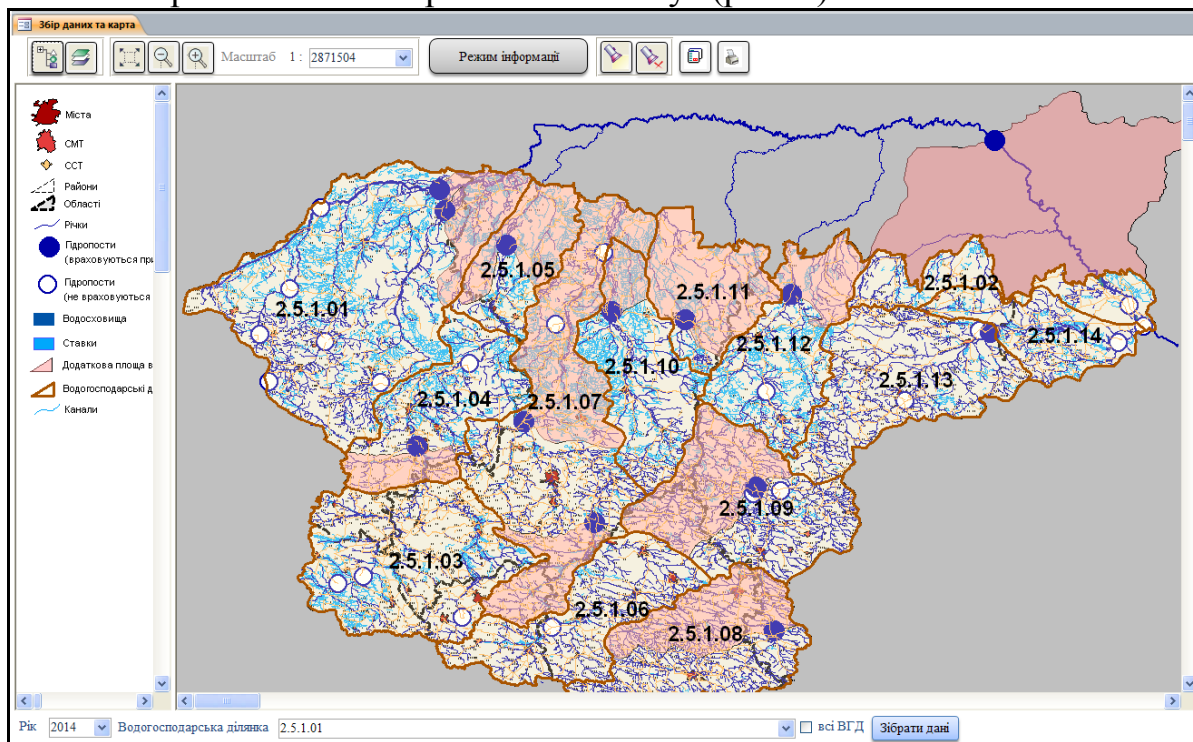 Збір даних та карта
Масштаб 1 : 2871504
Режим інформації
Міста
СМТ
ССТ
Райони
Області
Річки
Гідропости
(враховуються при
Гідропости
(не враховуються
Водосховища
Ставки
Додаткова площа в
Водогосподарські д
Канали
2.5.1.05
2.5.1.02
2.5.1.11
2.5.1.01
2.5.1.14
2.5.1.12
2.5.1.10
2.5.1.13
2.5.1.04
2.5.1.07
2.5.1.09
2.5.1.03
2.5.1.06
2.5.1.08
Рік 2014 Водогосподарська ділянка 2.5.1.01 всі ВГД Зібрати дані